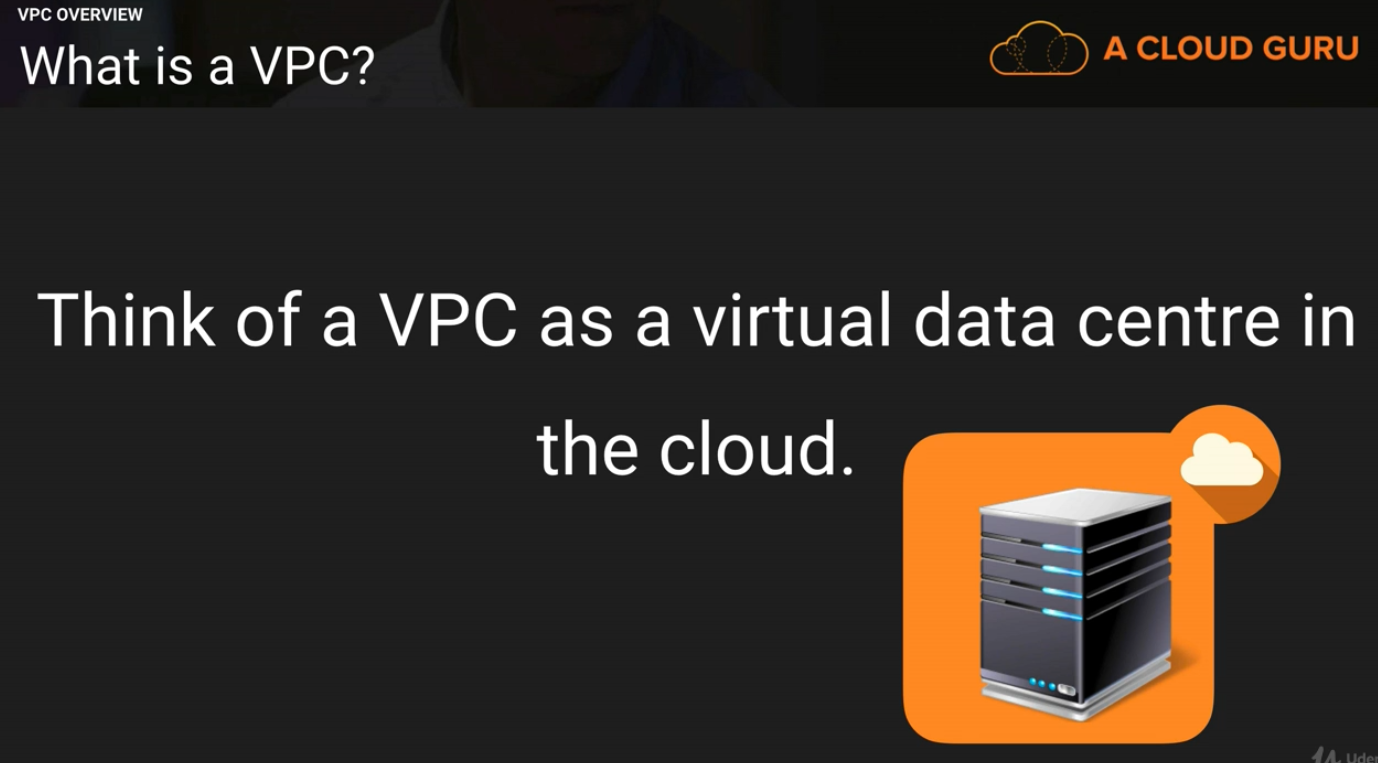 VPC OVERVIEW
What is a VPC?
A CLOUD GURU
Think of a VPC as a virtual data centre in
the cloud.